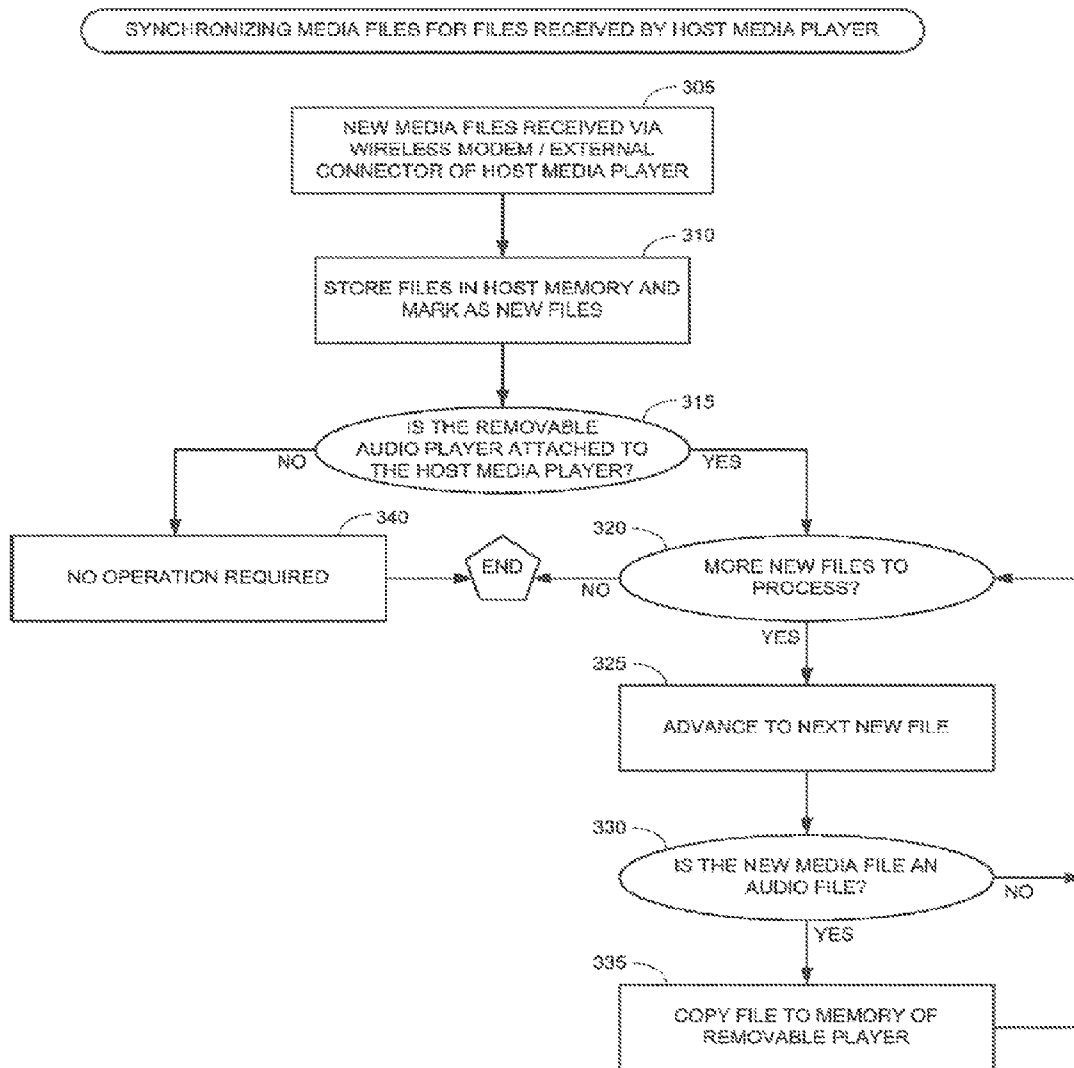 SYNCHRONIZING MEDIA FILES FOR FILES RECEIVED BY HOST MEDIA PLAYER
305
NEW MEDIA FILES RECEIVED VIA
WIRELESS MODEM / EXTERNAL
CONNECTOR OF HOST MEDIA PLAYER
310
STORE FILES IN HOST MEMORY AND
MARK AS NEW FILES
315
IS THE REMOVABLE
AUDIO PLAYER ATTACHED TO
THE HOST MEDIA PLAYER?
NO
YES
340
NO OPERATION REQUIRED
END
320
MORE NEW FILES TO
PROCESS?
NO
YES
325
ADVANCE TO NEXT NEW FILE
330
IS THE NEW MEDIA FILE AN
AUDIO FILE?
NO
YES
335
COPY FILE TO MEMORY OF
REMOVABLE PLAYER